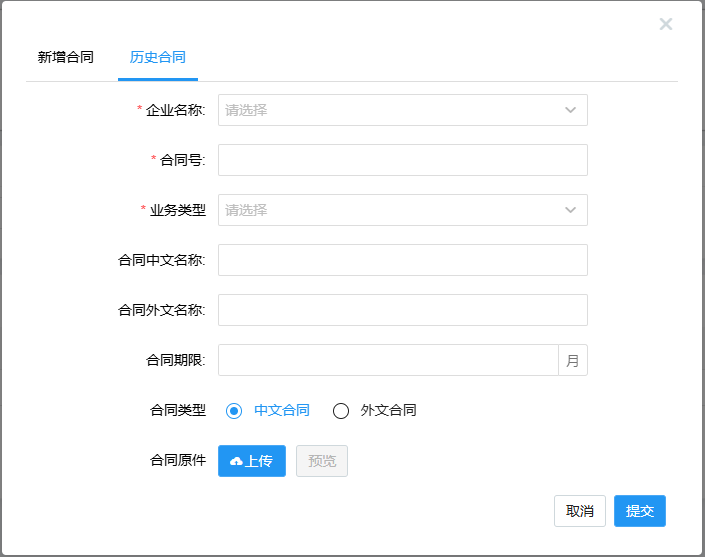 新增合同 历史合同
* 企业名称: 请选择
* 合同号:
* 业务类型 请选择
合同中文名称:
合同外文名称:
合同期限: 月
合同类型 中文合同 外文合同
合同原件 上传 预览
取消 提交